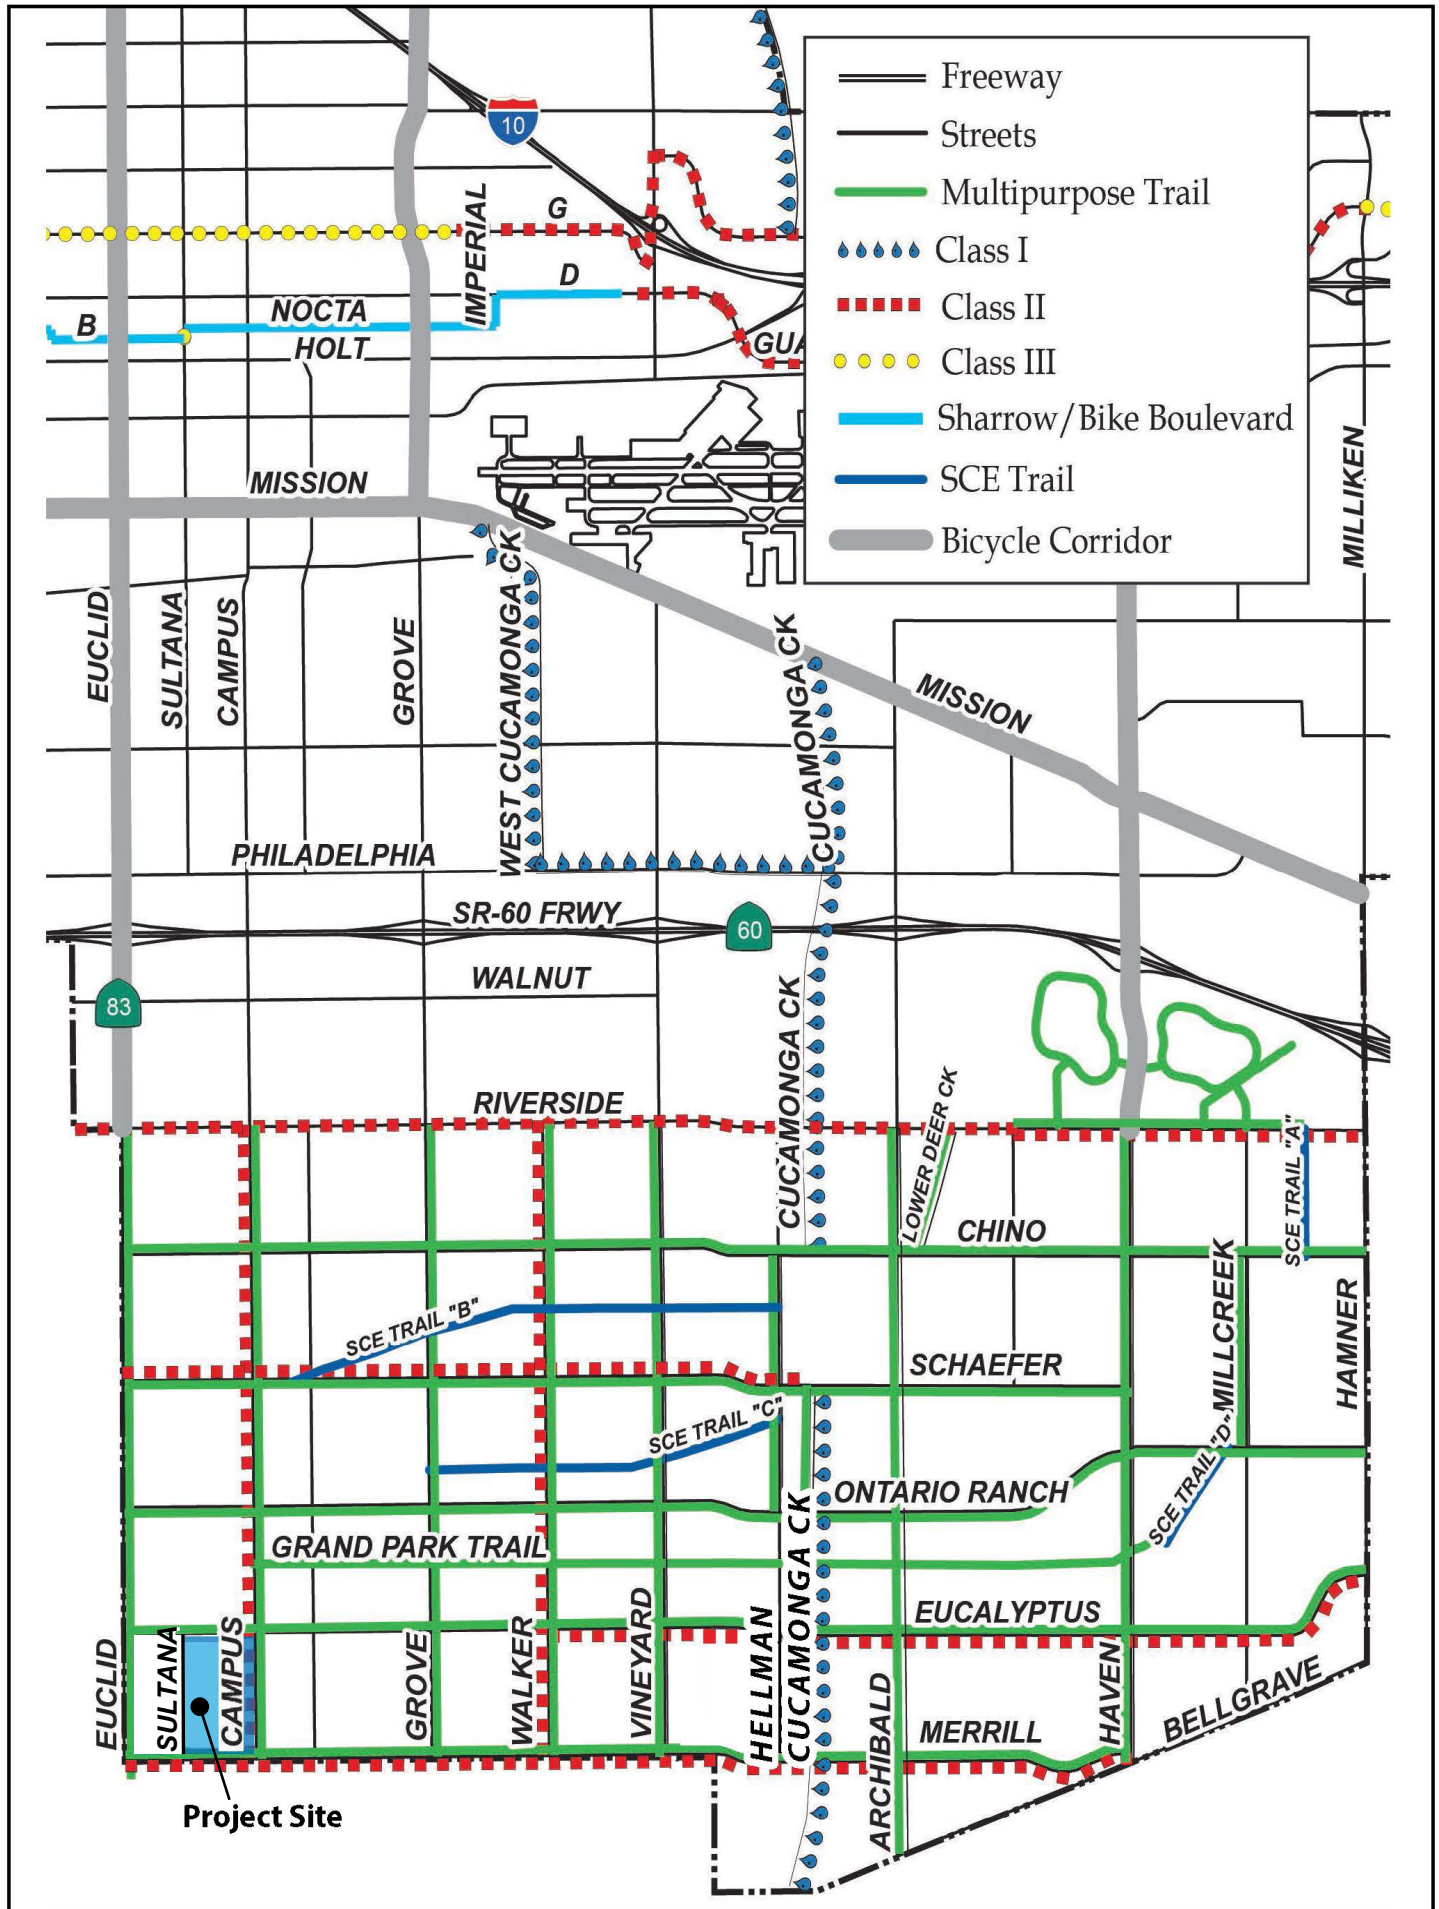 Freeway
Streets
Multipurpose Trail
Class I
Class II
Class III
Sharrow/Bike Boulevard
SCE Trail
Bicycle Corridor
10
IMPERIAL
G
D
B
NOCTA
HOLT
GUA
MISSION
MILLIKEN
EUCLID
SULTANA
CAMPUS
GROVE
WEST CUCAMONGA CK
CUCAMONGA CK
MISSION
PHILADELPHIA
SR-60 FRWY
60
WALNUT
83
CUCAMONGA CK
RIVERSIDE
LOWER DEER CK
SCE TRAIL "A"
CHINO
MILLCREEK
HAMNER
SCE TRAIL "B"
SCHAEFER
SCE TRAIL "C"
SCE TRAIL "D"
ONTARIO RANCH
GRAND PARK TRAIL
EUCALYPTUS
EUCLID
SULTANA
CAMPUS
GROVE
WALKER
VINEYARD
HELLMAN
CUCAMONGA CK
ARCHIBALD
MERRILL
HAVEN
BELLGRAVE
Project Site